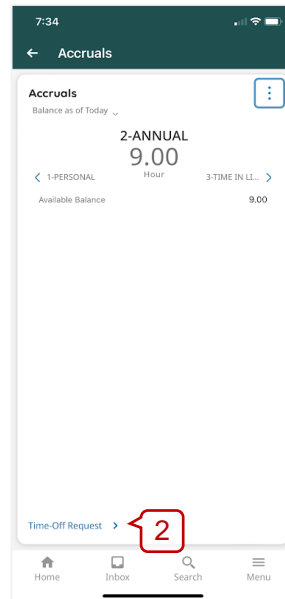 7:34
Accruals
Accruals
Balance as of Today
2-ANNUAL
9.00
Hour
1-PERSONAL
3-TIME IN LI...
Available Balance 9.00
Time-Off Request
2
Home Inbox Search Menu